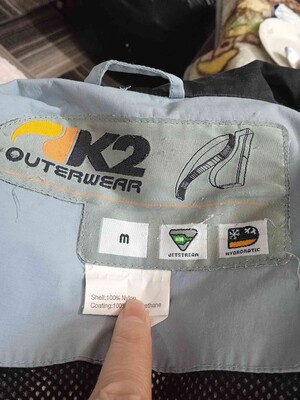 K2
OUTERWEAR
m
JETSTREAM
HYDROMATIC
Shell:100% Nylon
Coating:100%